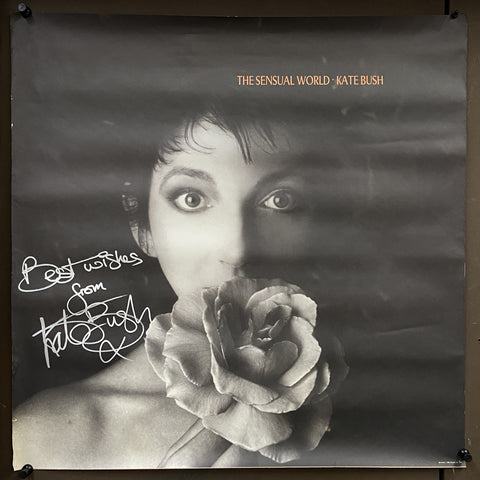 THE SENSUAL WORLD · KATE BUSH
Best wishes
from
Kate Bush x